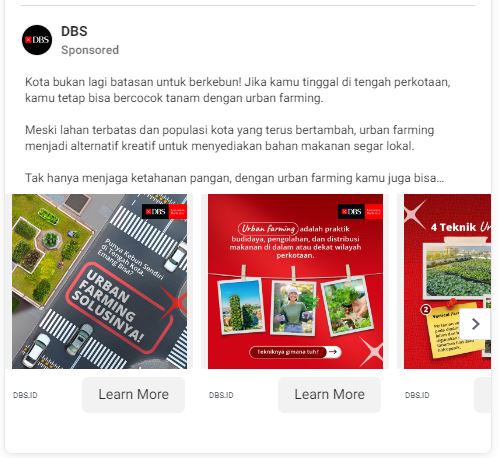 DBS
DBS
Sponsored
Kota bukan lagi batasan untuk berkebun! Jika kamu tinggal di tengah perkotaan,
kamu tetap bisa bercocok tanam dengan urban farming.
Meski lahan terbatas dan populasi kota yang terus bertambah, urban farming
menjadi alternatif kreatif untuk menyediakan bahan makanan segar lokal.
Tak hanya menjaga ketahanan pangan, dengan urban farming kamu juga bisa...
DBS
Punya Kebun Sendiri
di Tengah Kota,
Emang Bisa?
URBAN
FARMING
SOLUSINYA!
DBS.ID
Learn More
DBS
Urban farming adalah praktik
budidaya, pengolahan, dan distribusi
makanan di dalam atau dekat wilayah
perkotaan.
Tekniknya gimana tuh?
DBS.ID
Learn More
4 Teknik
2
DBS.ID